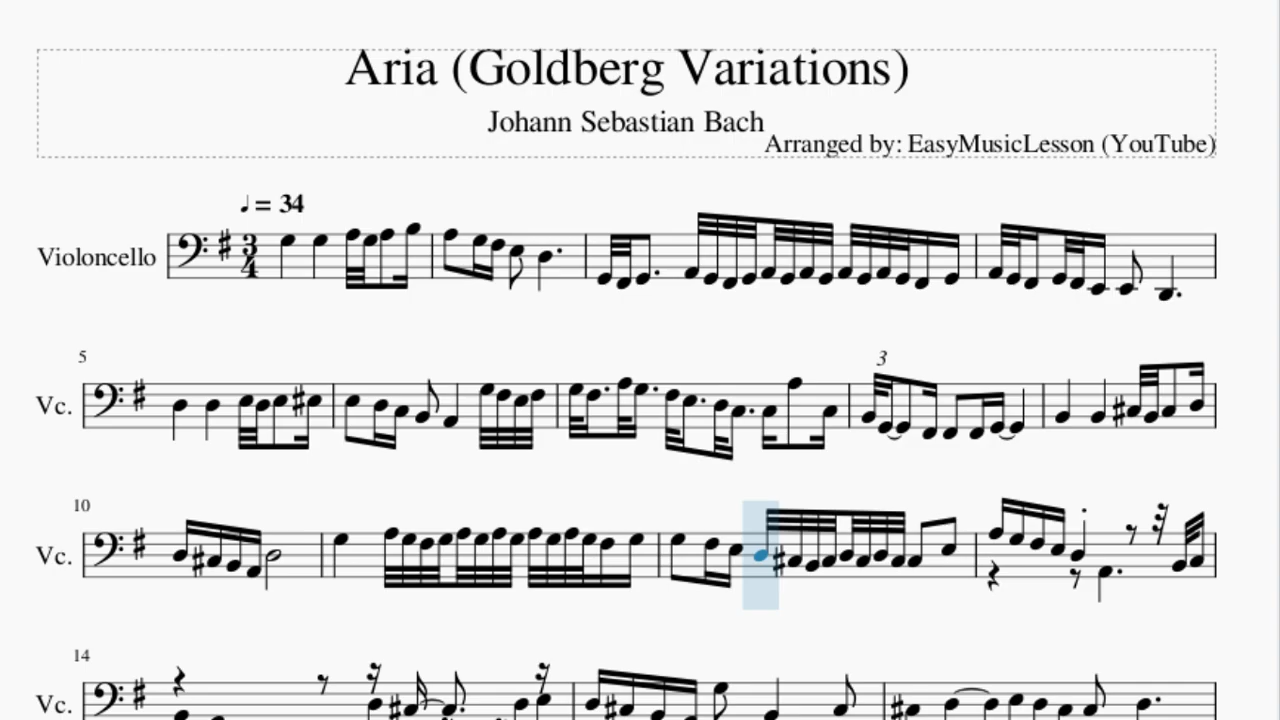 Aria (Goldberg Variations)
Johann Sebastian Bach
Arranged by: EasyMusicLesson (YouTube)
♩ = 34
Violoncello
3
4
5
Vc.
3
10
Vc.
14
Vc.